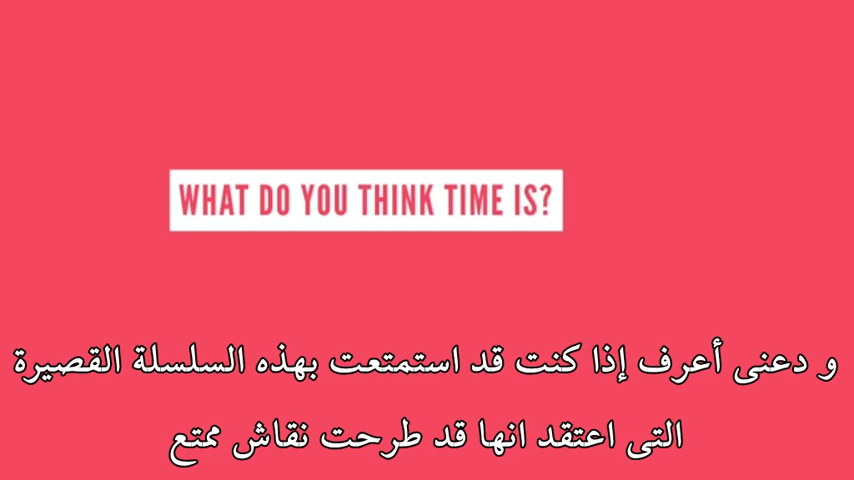 WHAT DO YOU THINK TIME IS?
و دعنى أعرف إذا كنت قد استمتعت بهذه السلسلة القصيرة
التى اعتقد انها قد طرحت نقاش ممتع